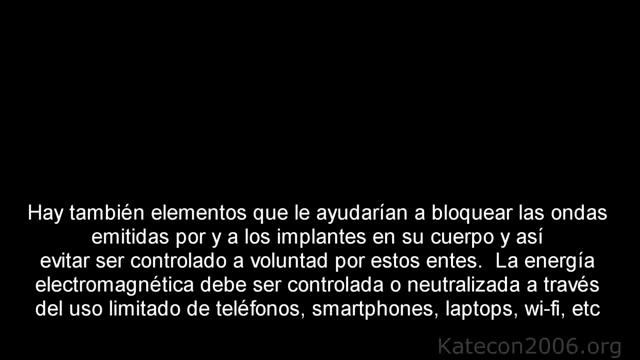 Hay también elementos que le ayudarían a bloquear las ondas
emitidas por y a los implantes en su cuerpo y así
evitar ser controlado a voluntad por estos entes.  La energía
electromagnética debe ser controlada o neutralizada a través
del uso limitado de teléfonos, smartphones, laptops, wi-fi, etc
Katecon2006.org